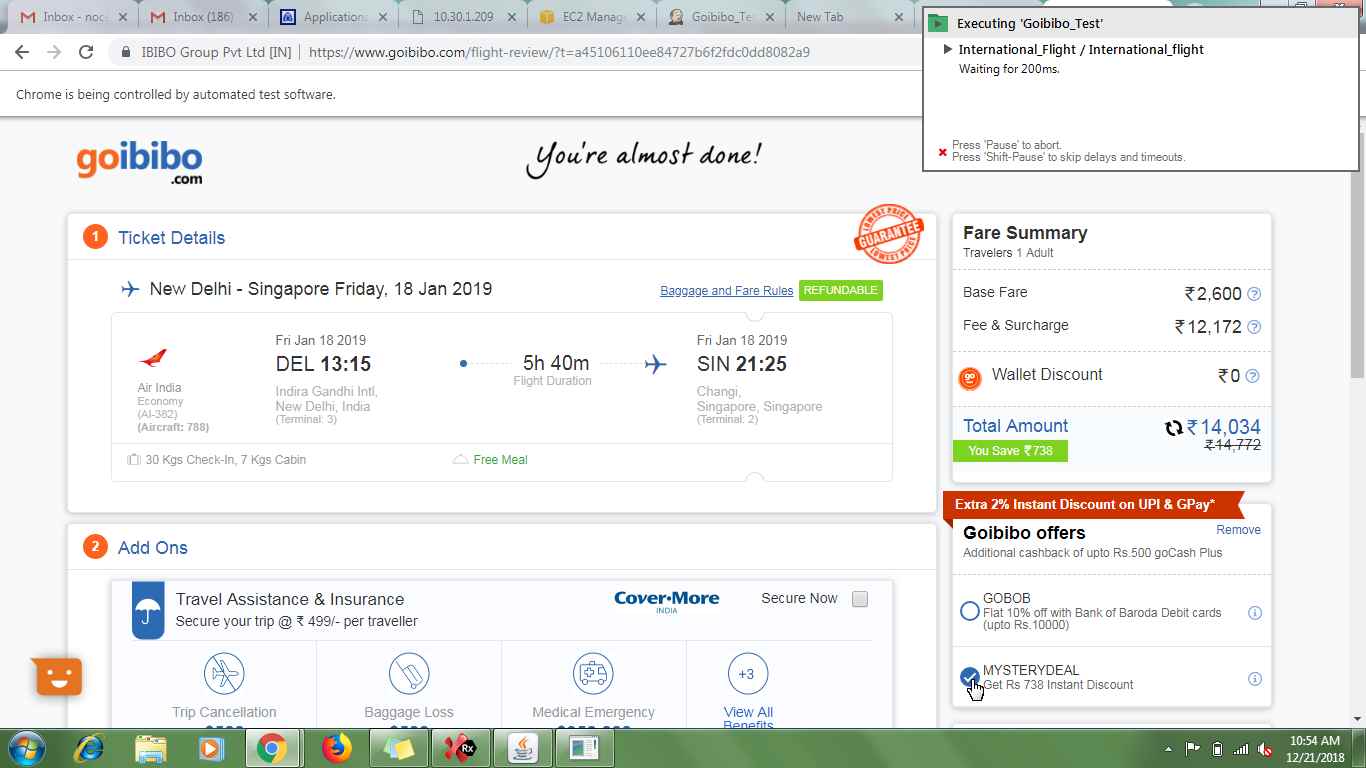 Inbox - noc
Inbox (186)
Applications
10.30.1.209
EC2 Manag
Goibibo_Te
New Tab
IBIBO Group Pvt Ltd [IN] | https://www.goibibo.com/flight-review/?t=a45106110ee84727b6f2fdc0dd8082a9
Executing 'Goibibo_Test'
International_Flight / International_flight
Waiting for 200ms.
Press 'Pause' to abort.
Press 'Shift-Pause' to skip delays and timeouts.
Chrome is being controlled by automated test software.
goibibo
.com
You're almost done!
1 Ticket Details
LOWEST PRICE
GUARANTEE
LOWEST PRICE
New Delhi - Singapore Friday, 18 Jan 2019
Baggage and Fare Rules REFUNDABLE
Air India
Economy
(AI-382)
(Aircraft: 788)
Fri Jan 18 2019
DEL 13:15
Indira Gandhi Intl,
New Delhi, India
(Terminal: 3)
5h 40m
Flight Duration
Fri Jan 18 2019
SIN 21:25
Changi,
Singapore, Singapore
(Terminal: 2)
30 Kgs Check-In, 7 Kgs Cabin
Free Meal
2 Add Ons
Travel Assistance & Insurance
Secure your trip @ ₹ 499/- per traveller
Cover·More
INDIA
Secure Now
Trip Cancellation
Baggage Loss
Medical Emergency
+3
View All
Benefits
Fare Summary
Travelers 1 Adult
Base Fare ₹2,600 ?
Fee & Surcharge ₹12,172 ?
go Wallet Discount ₹0 ?
Total Amount ₹14,034
You Save ₹738 ₹14,772
Extra 2% Instant Discount on UPI & GPay*
Goibibo offers Remove
Additional cashback of upto Rs.500 goCash Plus
GOBOB
Flat 10% off with Bank of Baroda Debit cards
(upto Rs.10000)
MYSTERYDEAL
Get Rs 738 Instant Discount
Rx
10:54 AM
12/21/2018